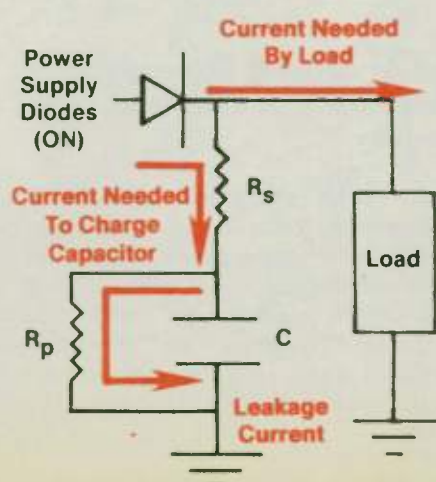 Current Needed
By Load
Power
Supply
Diodes
(ON)
Rs
Current Needed
To Charge
Capacitor
Load
Rp
C
Leakage
Current